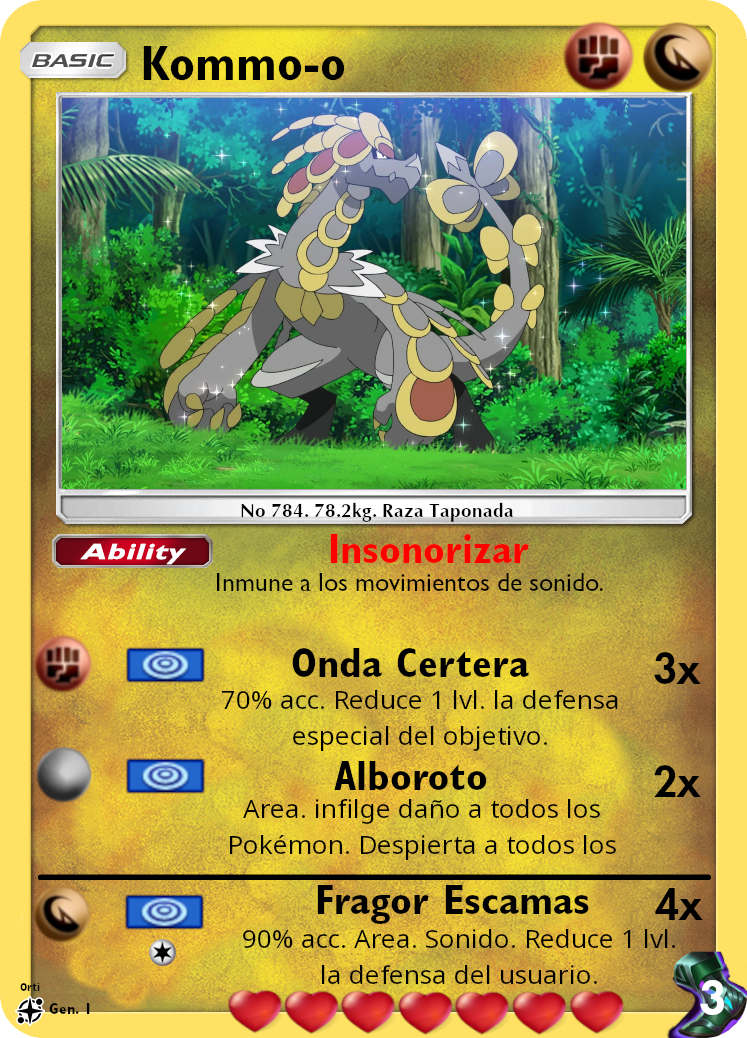 BASIC Kommo-o
No 784. 78.2kg. Raza Taponada
Ability Insonorizar
Inmune a los movimientos de sonido.
Onda Certera 3x
70% acc. Reduce 1 lvl. la defensa
especial del objetivo.
Alboroto 2x
Area. infilge daño a todos los
Pokémon. Despierta a todos los
Fragor Escamas 4x
90% acc. Area. Sonido. Reduce 1 lvl.
la defensa del usuario.
Orti
Gen. 1
3